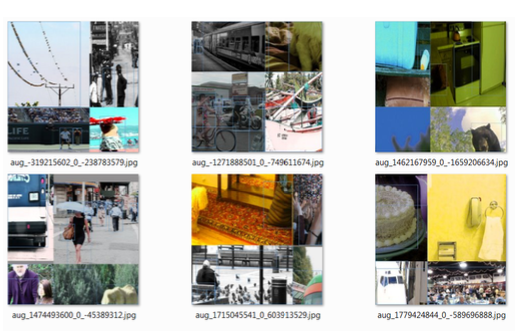 LIFE
aug_-319215602_0_-238783579.jpg
aug_-1271888501_0_-749611674.jpg
aug_1462167959_0_-1659206634.jpg
aug_1474493600_0_-45389312.jpg
aug_1715045541_0_603913529.jpg
aug_1779424844_0_-589696888.jpg